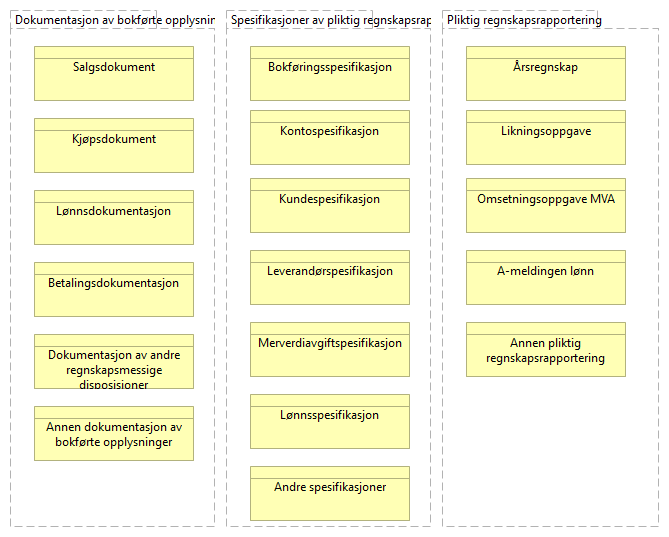 Dokumentasjon av bokførte opplysnin
Salgsdokument
Kjøpsdokument
Lønnsdokumentasjon
Betalingsdokumentasjon
Dokumentasjon av andre
regnskapsmessige
disposisjoner
Annen dokumentasjon av
bokførte opplysninger
Spesifikasjoner av pliktig regnskapsrap
Bokføringsspesifikasjon
Kontospesifikasjon
Kundespesifikasjon
Leverandørspesifikasjon
Merverdiavgiftspesifikasjon
Lønnsspesifikasjon
Andre spesifikasjoner
Pliktig regnskapsrapportering
Årsregnskap
Likningsoppgave
Omsetningsoppgave MVA
A-meldingen lønn
Annen pliktig
regnskapsrapportering